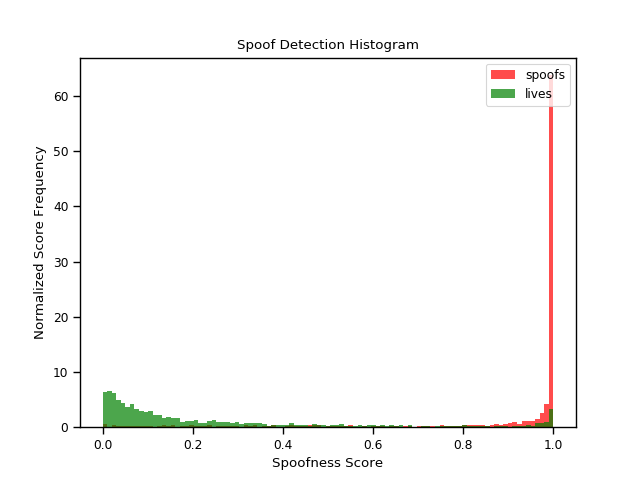 Spoof Detection Histogram
spoofs
lives
Normalized Score Frequency
60
50
40
30
20
10
0
0.0 0.2 0.4 0.6 0.8 1.0
Spoofness Score